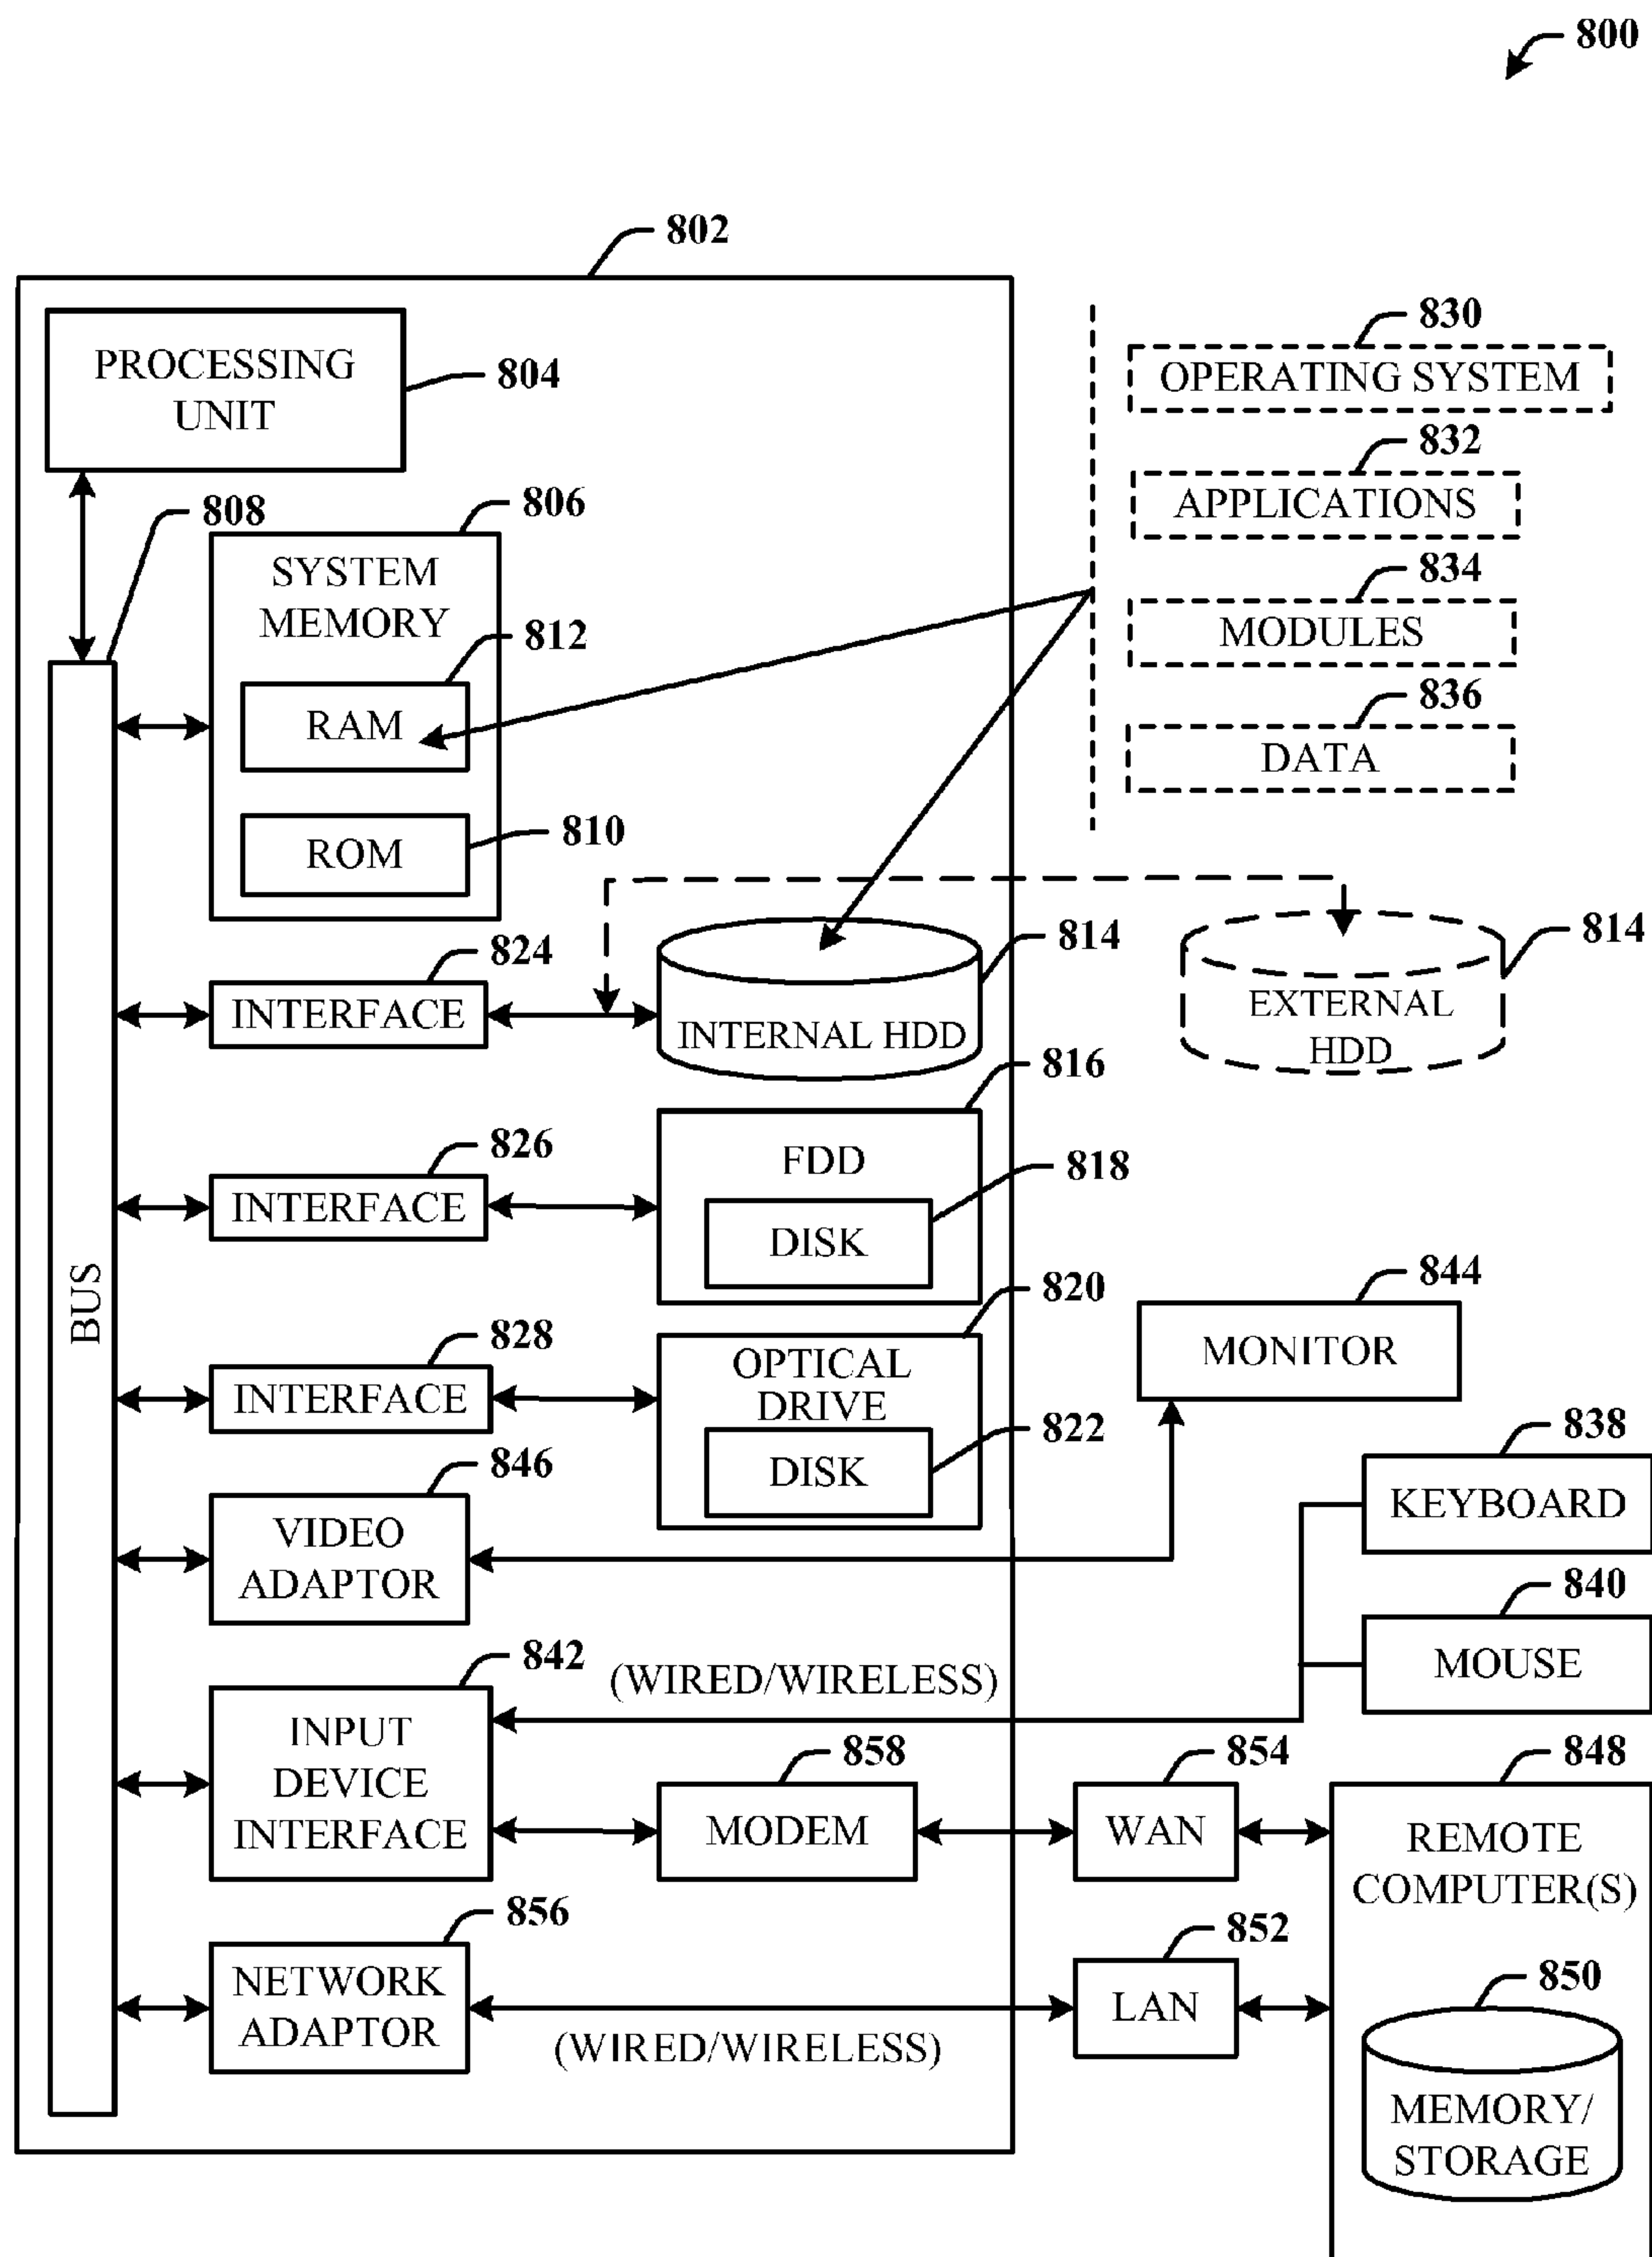 800
802
PROCESSING
UNIT
804
830
OPERATING SYSTEM
832
APPLICATIONS
834
MODULES
836
DATA
808
806
SYSTEM
MEMORY
812
RAM
810
ROM
BUS
824
INTERFACE
814
INTERNAL HDD
814
EXTERNAL
HDD
826
INTERFACE
816
FDD
818
DISK
828
INTERFACE
820
OPTICAL
DRIVE
822
DISK
844
MONITOR
846
VIDEO
ADAPTOR
838
KEYBOARD
840
MOUSE
842
INPUT
DEVICE
INTERFACE
(WIRED/WIRELESS)
858
MODEM
854
WAN
848
REMOTE
COMPUTER(S)
856
NETWORK
ADAPTOR
(WIRED/WIRELESS)
852
LAN
850
MEMORY/
STORAGE